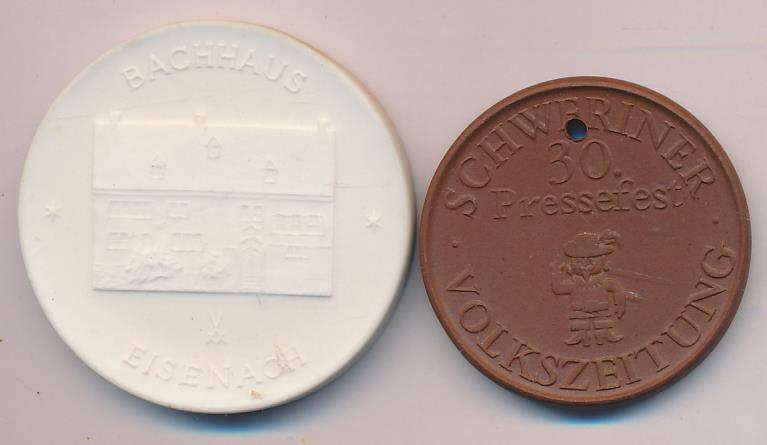 BACHHAUS
EISENACH
SCHWERINER
30.
Pressefest
VOLKSZEITUNG